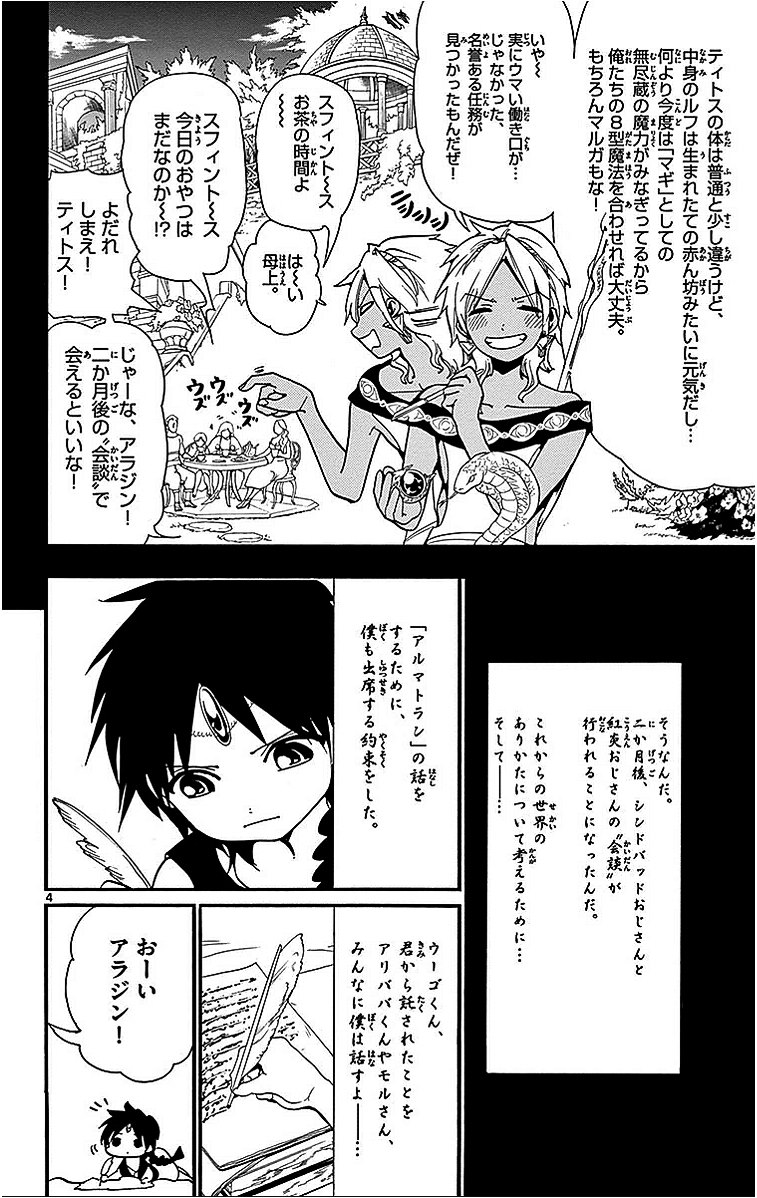 ティトスの体は普通と少し違うけど、
中身のルフは生まれたての赤ん坊みたいに元気だし…
何より今度は「マギ」としての
無尽蔵の魔力がみなぎってるから
俺たちの8型魔法を合わせれば大丈夫。
もちろんマルガもな!
いや〜
実にウマい働き口が…
じゃなかった、
名誉ある任務が
見つかったもんだぜ!
スフィント〜ス
お茶の時間よ
〜〜〜
は〜い
母上。
スフィント〜ス
今日のおやつは
まだなのか〜!?
よだれ
しまえ!
ティトス!
ウズ
ウズ
ウズ
じゃーな、アラジン!
二か月後の“会談”で
会えるといいな!
そうなんだ。
二か月後、シンドバッドおじさんと
紅炎おじさんの“会談”が
行われることになったんだ。
これからの世界の
ありかたについて考えるために…
そして――…
「アルマトラン」の話を
するために、
僕も出席する約束をした。
4
ウーゴくん、
君から託されたことを
アリババくんやモルさん、
みんなに僕は話すよ――…
おーい
アラジン!